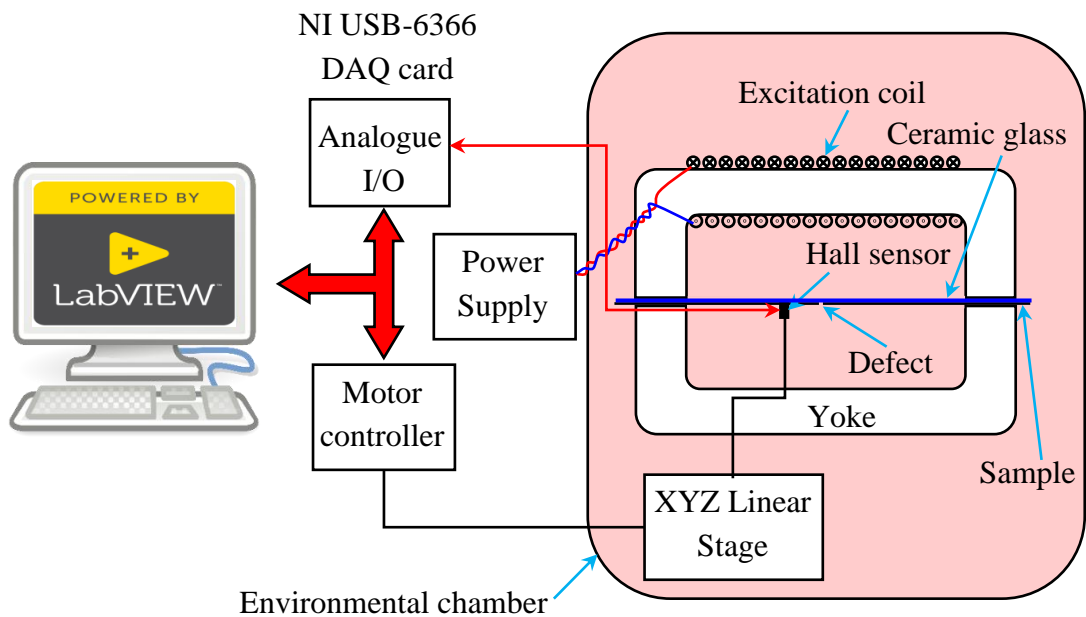 NI USB-6366
DAQ card
Analogue
I/O
POWERED BY
LabVIEW™
Power
Supply
Motor
controller
Excitation coil
Ceramic glass
Hall sensor
Defect
Yoke
Sample
XYZ Linear
Stage
Environmental chamber